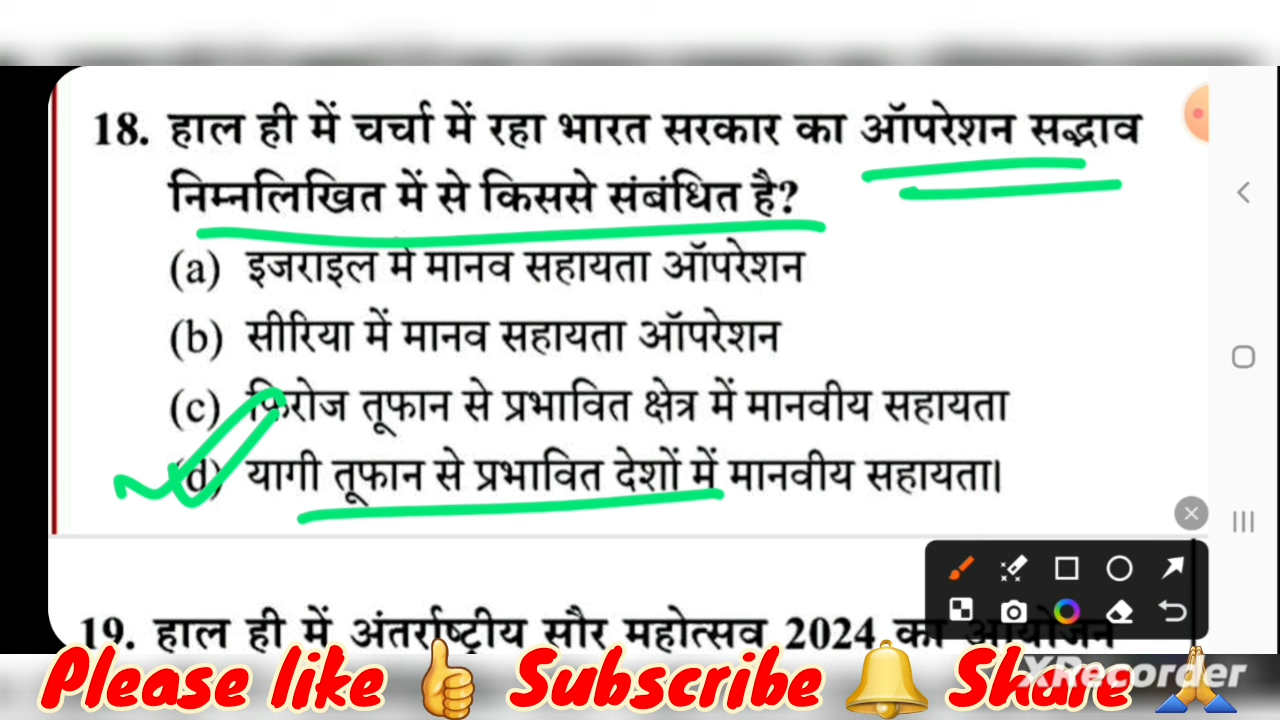 18. हाल ही में चर्चा में रहा भारत सरकार का ऑपरेशन सद्भाव
निम्नलिखित में से किससे संबंधित है?
(a) इजराइल में मानव सहायता ऑपरेशन
(b) सीरिया में मानव सहायता ऑपरेशन
(c) फिरोज तूफान से प्रभावित क्षेत्र में मानवीय सहायता
(d) यागी तूफान से प्रभावित देशों में मानवीय सहायता।
19. हाल ही में अंतर्राष्ट्रीय सौर महोत्सव 2024 का आयोजन
Please like Subscribe Share
XRecorder